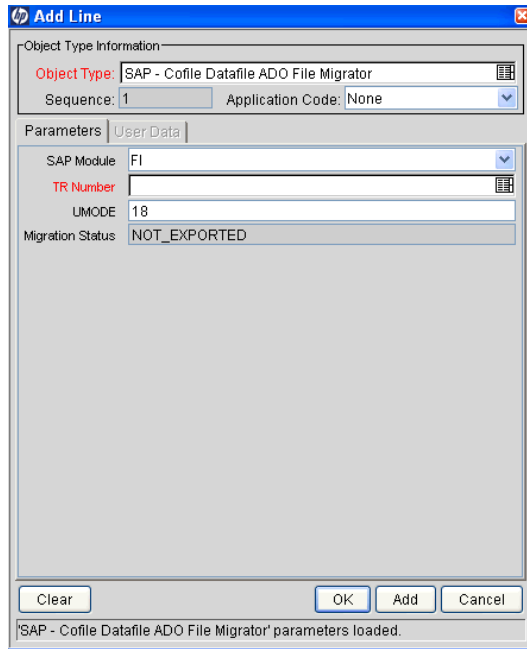 hp Add Line
Object Type Information
Object Type: SAP - Cofile Datafile ADO File Migrator
Sequence: 1 Application Code: None
Parameters User Data
SAP Module FI
TR Number
UMODE 18
Migration Status NOT_EXPORTED
Clear OK Add Cancel
'SAP - Cofile Datafile ADO File Migrator' parameters loaded.